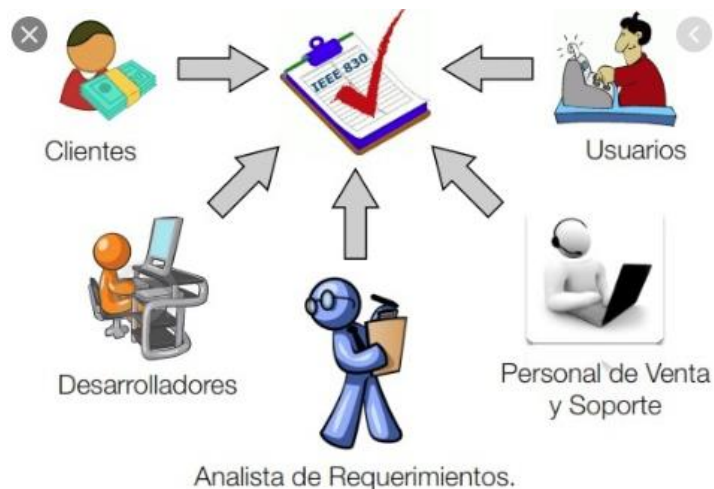 IEEE 830
Clientes
Usuarios
Desarrolladores
Personal de Venta
y Soporte
Analista de Requerimientos.